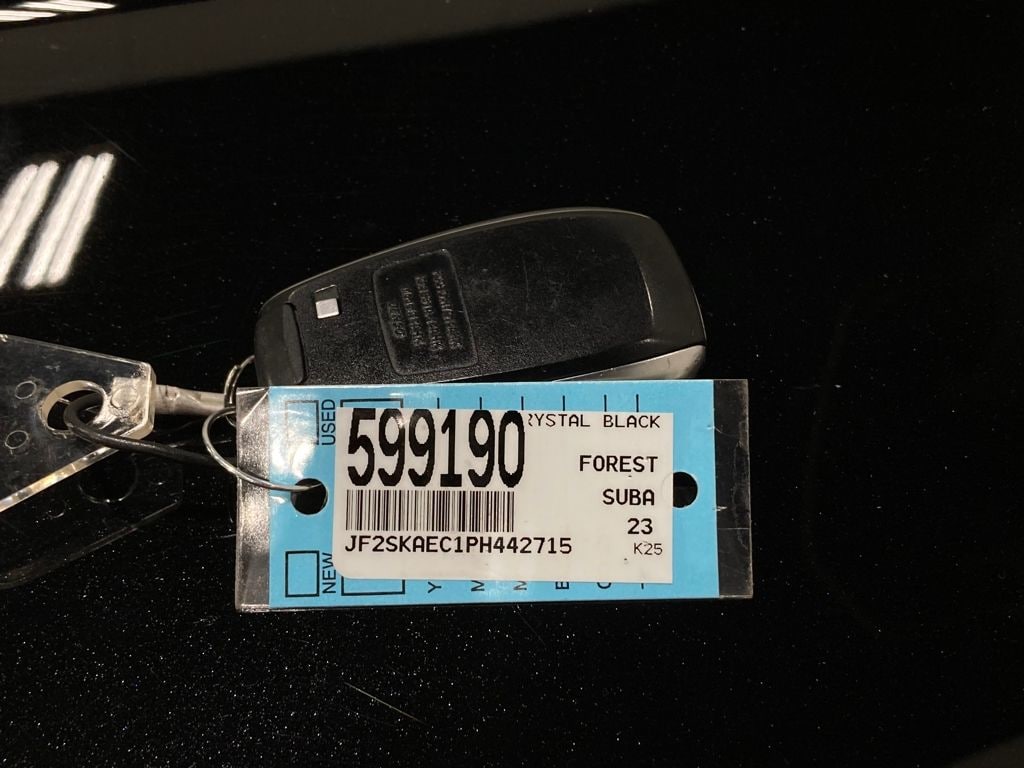 USED
599190
RYSTAL BLACK
FOREST
SUBA
23
JF2SKAEC1PH442715
K25
NEW